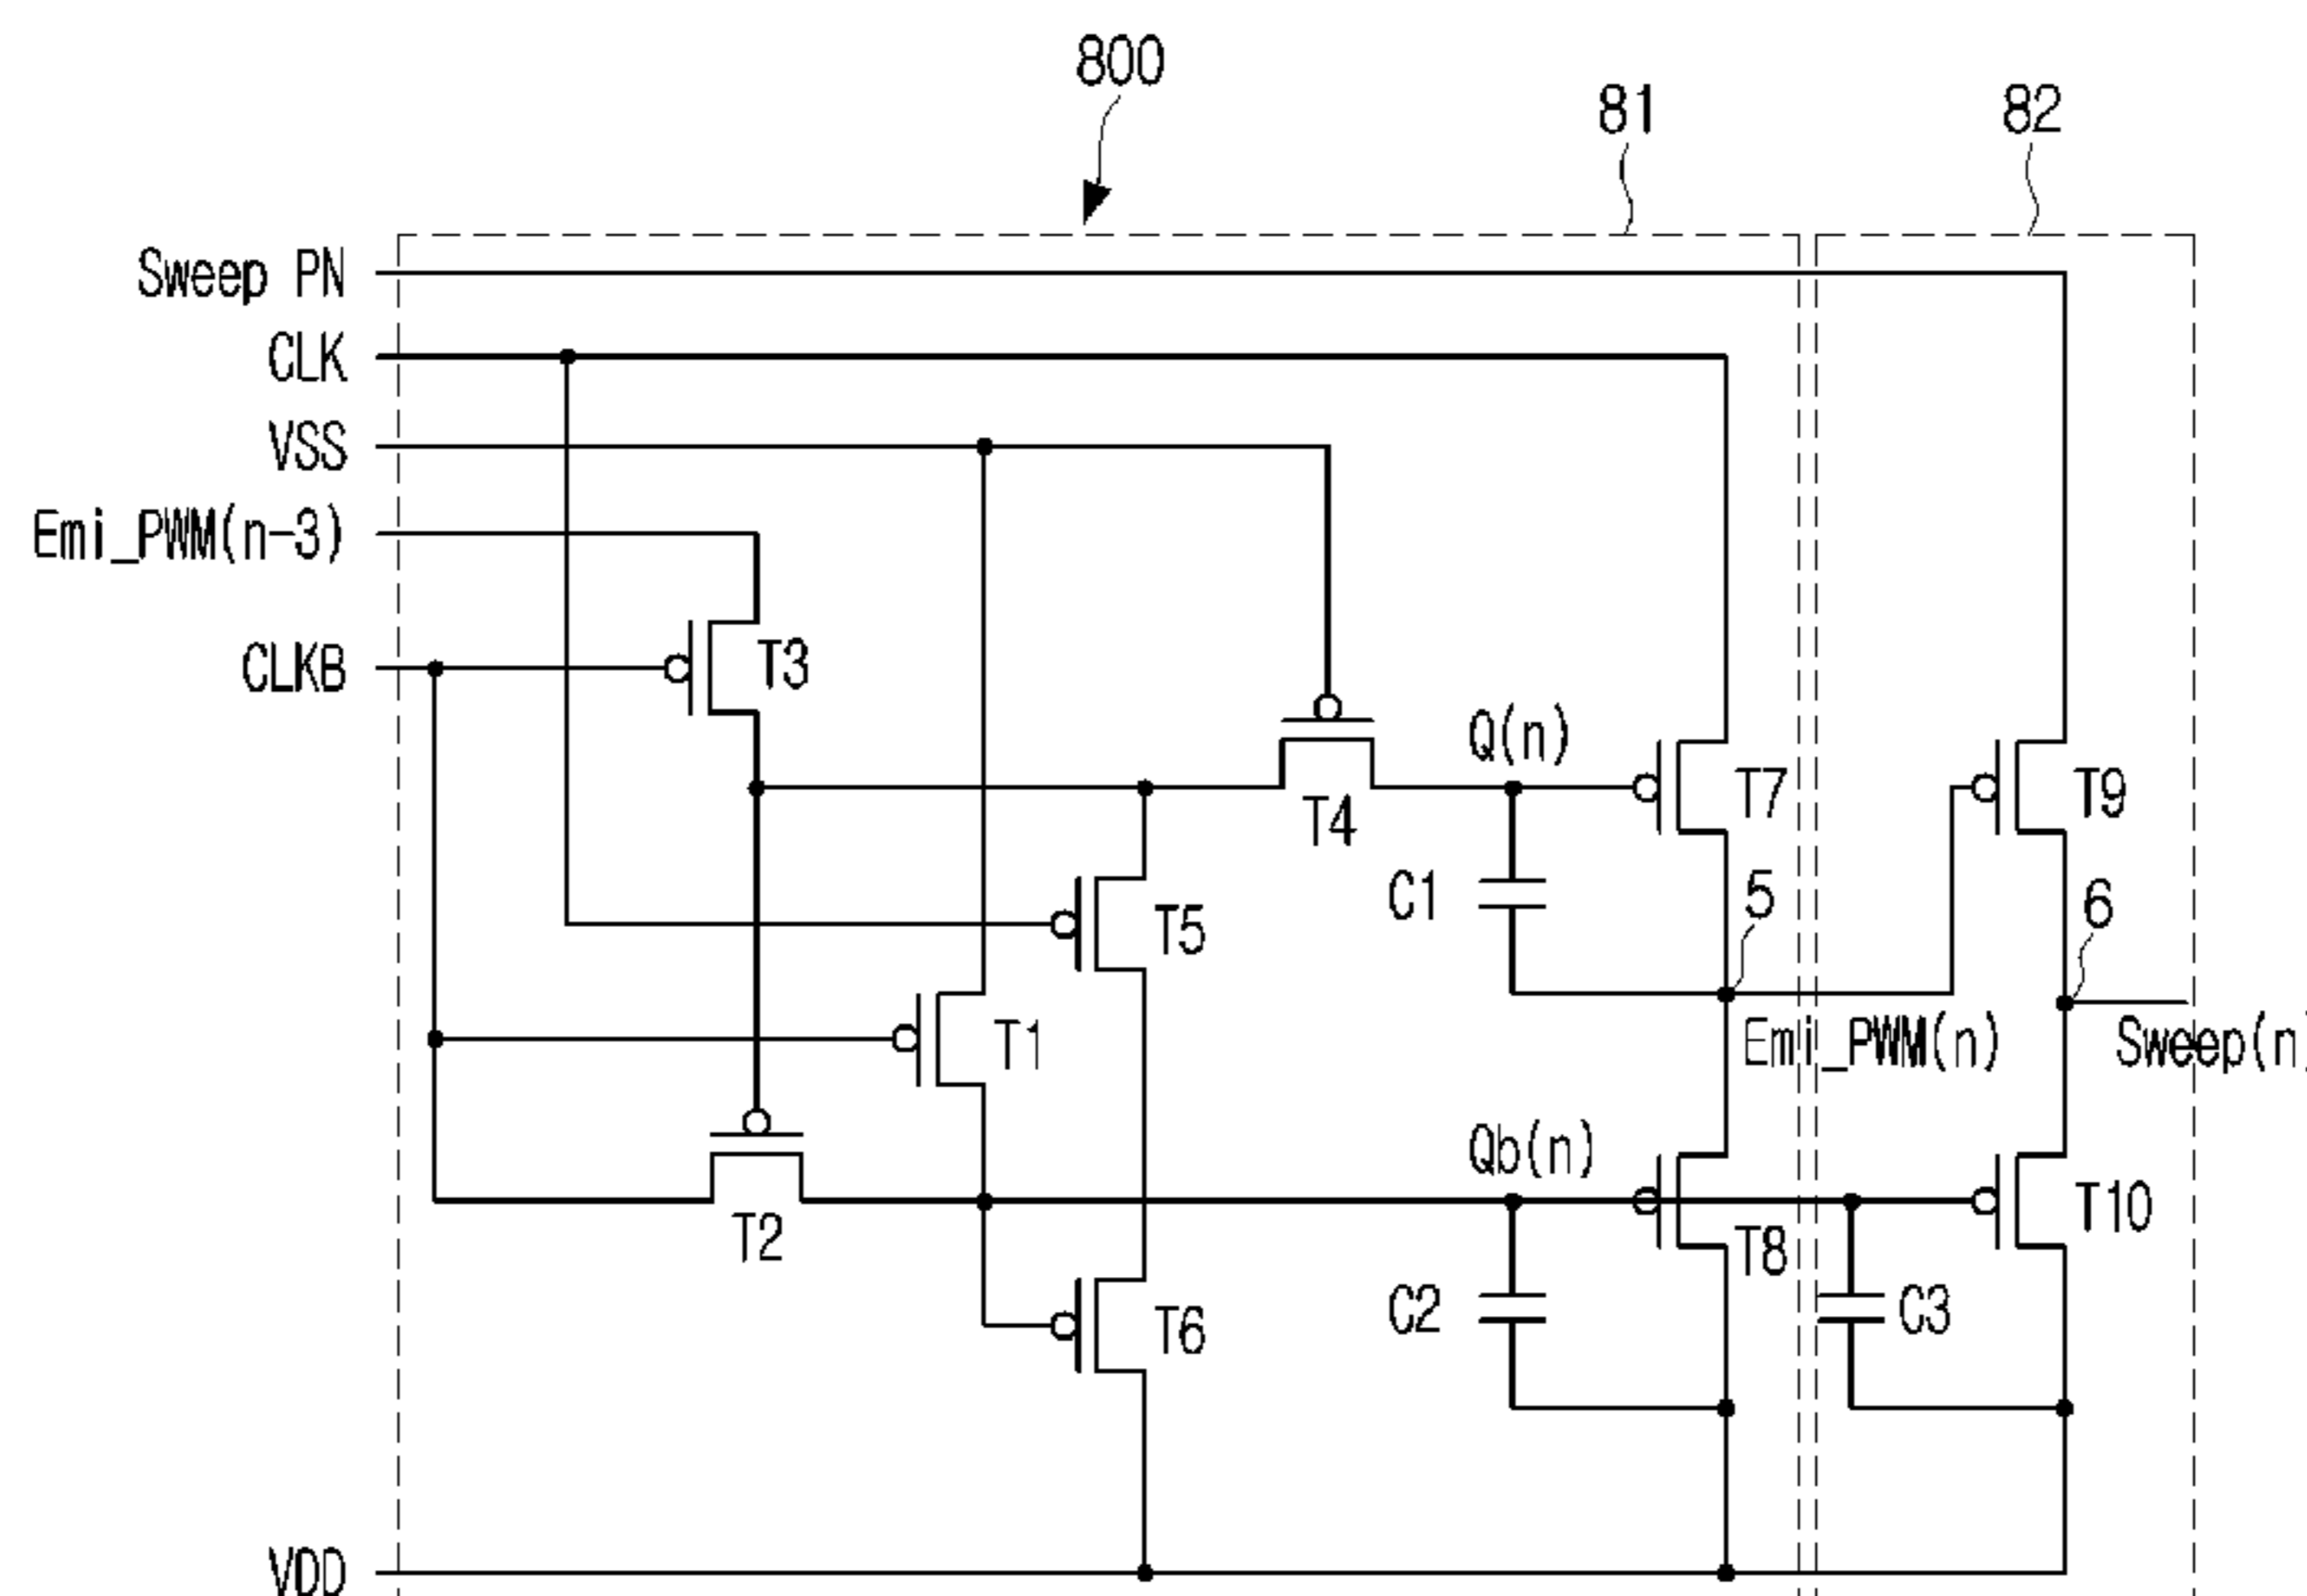 800
81
82
Sweep PN
CLK
VSS
Emi_PWM(n-3)
CLKB
T3
Q(n)
T7
T9
T4
C1
5
6
T5
T1
Emi_PWM(n)
Sweep(n)
Qb(n)
T2
T8
T10
T6
C2
C3
VDD